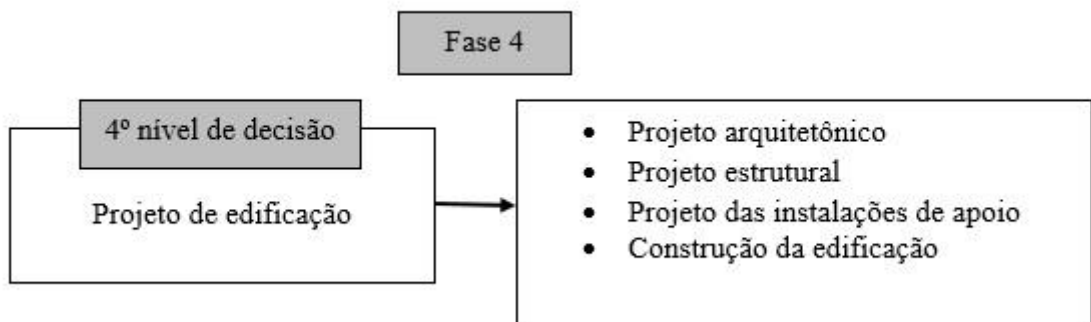 Fase 4
4º nível de decisão
Projeto de edificação
• Projeto arquitetônico
• Projeto estrutural
• Projeto das instalações de apoio
• Construção da edificação